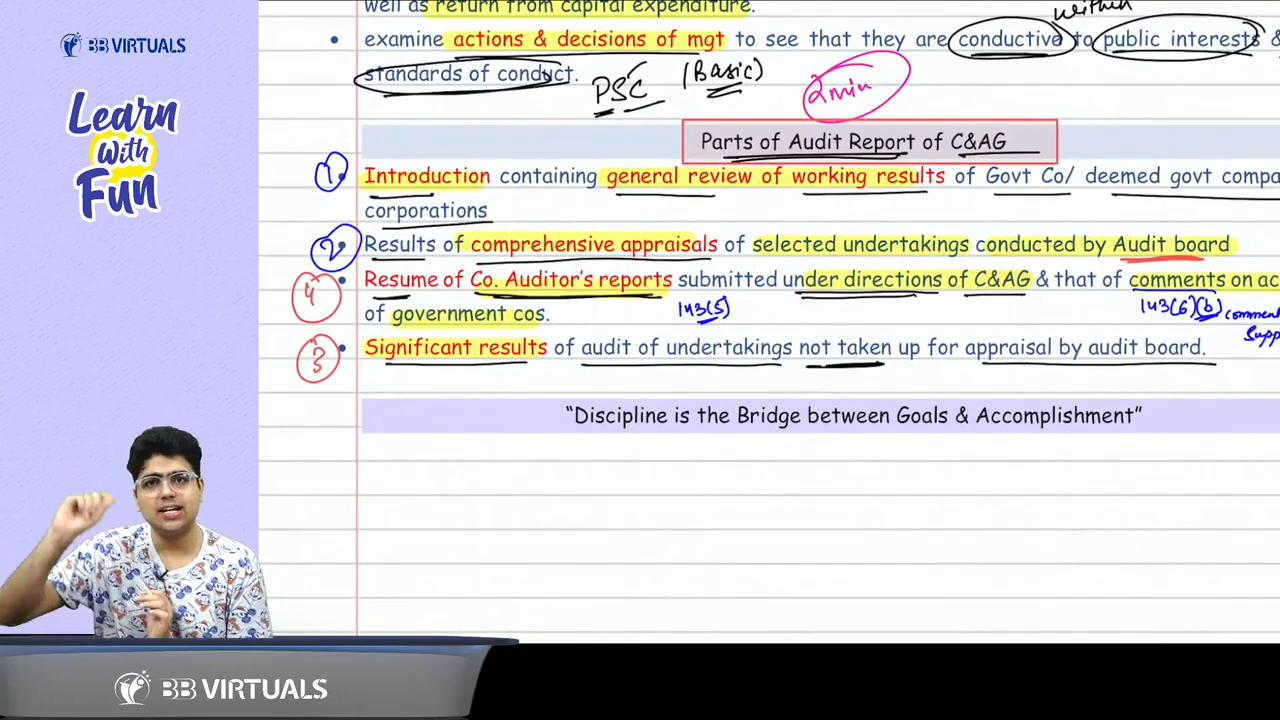 well as return from capital expenditure.
within
BB VIRTUALS
examine actions & decisions of mgt to see that they are conductive to public interests &
standards of conduct.
PSC (Basic)
2min
Learn
With
Fun
Parts of Audit Report of C&AG
1
Introduction containing general review of working results of Govt Co/ deemed govt compa
corporations
2
Results of comprehensive appraisals of selected undertakings conducted by Audit board
4
Resume of Co. Auditor's reports submitted under directions of C&AG & that of comments on ac
143(5) 143(6)(b) comment
of government cos.
Supp
3
Significant results of audit of undertakings not taken up for appraisal by audit board.
"Discipline is the Bridge between Goals & Accomplishment"
BB VIRTUALS